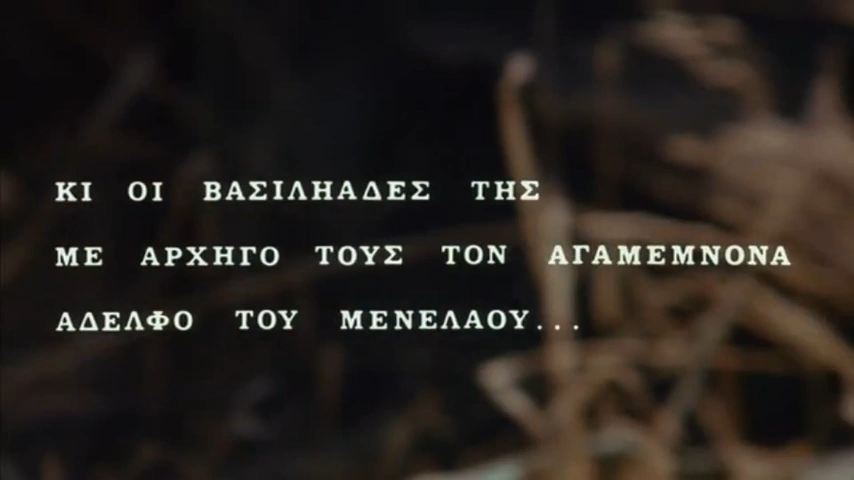 ΚΙ ΟΙ ΒΑΣΙΛΗΑΔΕΣ ΤΗΣ
ΜΕ ΑΡΧΗΓΟ ΤΟΥΣ ΤΟΝ ΑΓΑΜΕΜΝΟΝΑ
ΑΔΕΛΦΟ ΤΟΥ ΜΕΝΕΛΑΟΥ...